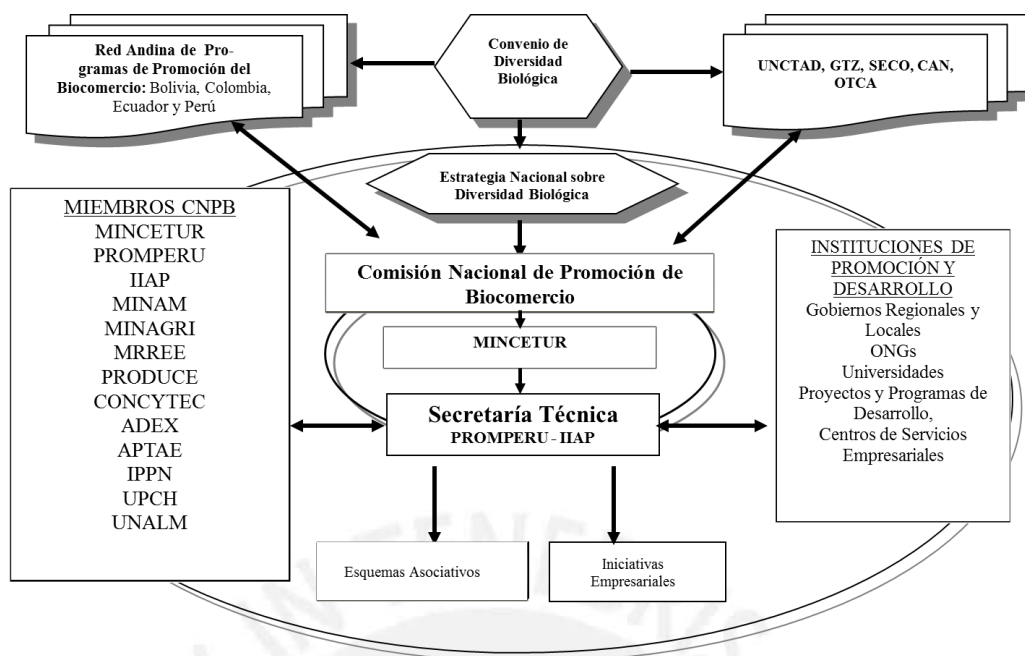 Red Andina de Pro-
gramas de Promoción del
Biocomercio: Bolivia, Colombia,
Ecuador y Perú
Convenio de
Diversidad
Biológica
UNCTAD, GTZ, SECO, CAN,
OTCA
Estrategia Nacional sobre
Diversidad Biológica
MIEMBROS CNPB
MINCETUR
PROMPERU
IIAP
MINAM
MINAGRI
MRREE
PRODUCE
CONCYTEC
ADEX
APTAE
IPPN
UPCH
UNALM
Comisión Nacional de Promoción de
Biocomercio
MINCETUR
Secretaría Técnica
PROMPERU - IIAP
INSTITUCIONES DE
PROMOCIÓN Y
DESARROLLO
Gobiernos Regionales y
Locales
ONGs
Universidades
Proyectos y Programas de
Desarrollo,
Centros de Servicios
Empresariales
Esquemas Asociativos
Iniciativas
Empresariales